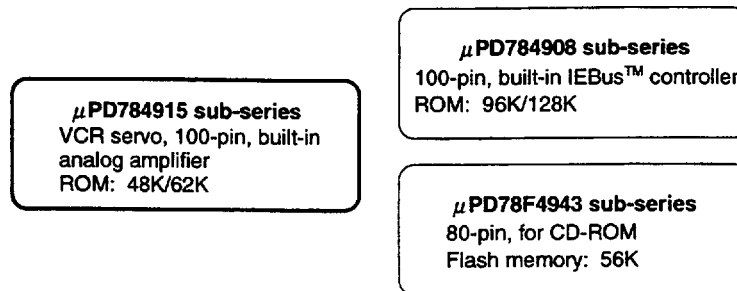 μPD784915 sub-series
VCR servo, 100-pin, built-in
analog amplifier
ROM: 48K/62K
μPD784908 sub-series
100-pin, built-in IEBus™ controller
ROM: 96K/128K
μPD78F4943 sub-series
80-pin, for CD-ROM
Flash memory: 56K